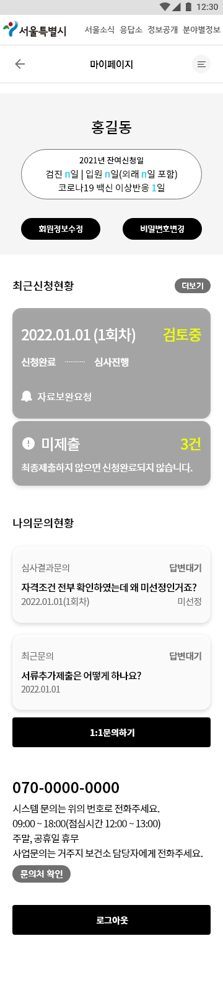 12:30
서울특별시 서울소식 응답소 정보공개 분야별정보
마이페이지
홍길동
2021년 잔여신청일
검진 n일 | 입원 n일(외래 n일 포함)
코로나19 백신 이상반응 1일
회원정보수정 비밀번호변경
최근신청현황 더보기
2022.01.01 (1회차) 검토중
신청완료 ············ 심사진행
자료보완요청
미제출 3건
최종제출하지 않으면 신청완료되지 않습니다.
나의문의현황
심사결과문의 답변대기
자격조건 전부 확인하였는데 왜 미선정인거죠?
2022.01.01(1회차) 미선정
최근문의 답변대기
서류추가제출은 어떻게 하나요?
2022.01.01
1:1문의하기
070-0000-0000
시스템 문의는 위의 번호로 전화주세요.
09:00 ~ 18:00(점심시간 12:00 ~ 13:00)
주말, 공휴일 휴무
사업문의는 거주지 보건소 담당자에게 전화주세요.
문의처 확인
로그아웃